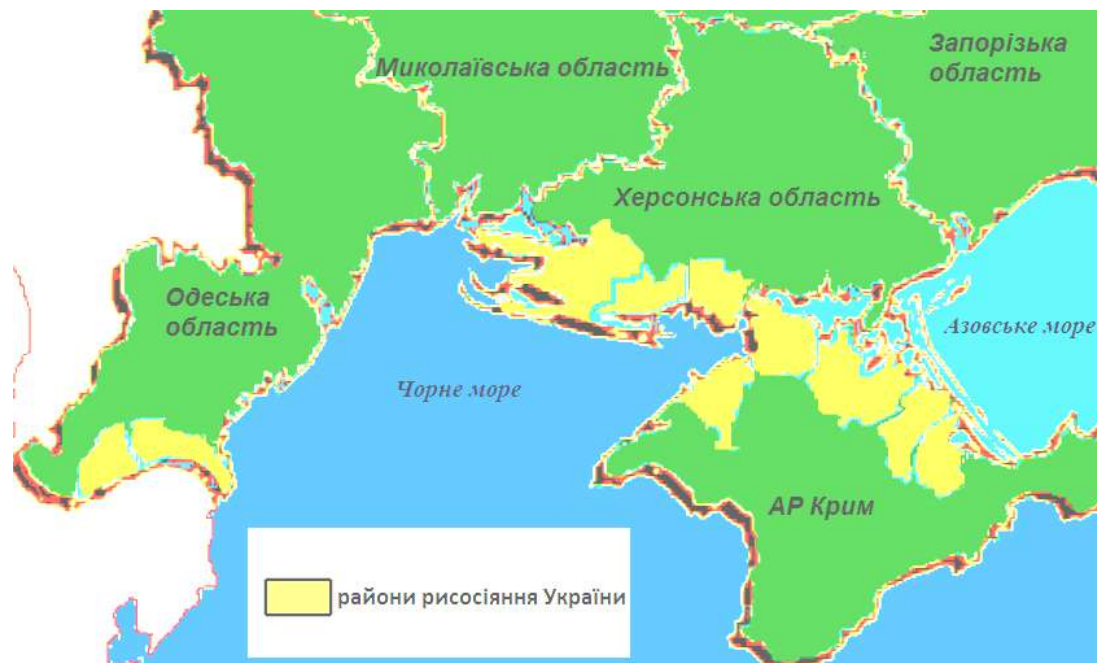 Запорізька
область
Миколаївська область
Херсонська область
Одеська
область
Азовське море
Чорне море
АР Крим
райони рисосіяння України